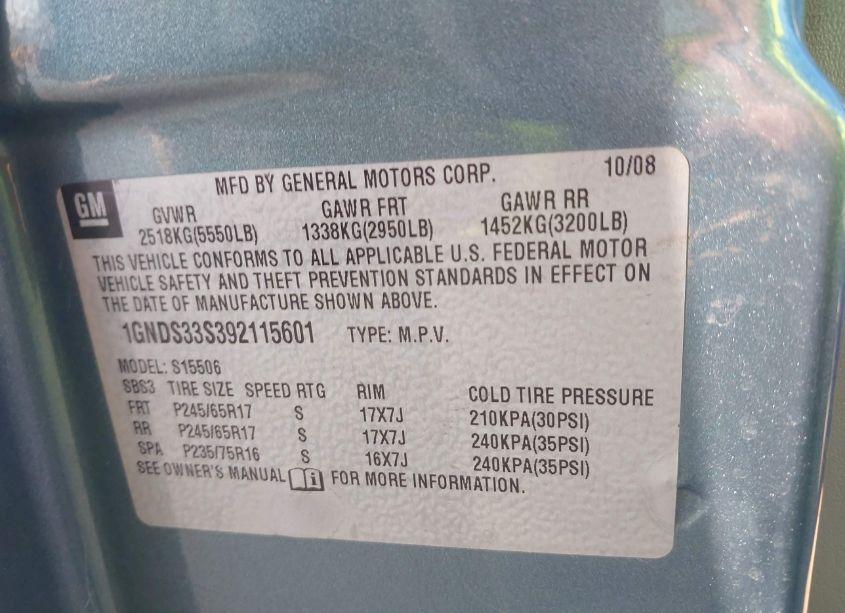 GM MFD BY GENERAL MOTORS CORP. 10/08
GVWR GAWR FRT GAWR RR
2518KG(5550LB) 1338KG(2950LB) 1452KG(3200LB)
THIS VEHICLE CONFORMS TO ALL APPLICABLE U.S. FEDERAL MOTOR
VEHICLE SAFETY AND THEFT PREVENTION STANDARDS IN EFFECT ON
THE DATE OF MANUFACTURE SHOWN ABOVE.
1GNDS33S392115601 TYPE: M.P.V.
MODEL: S15506
SBS3 TIRE SIZE SPEED RTG RIM COLD TIRE PRESSURE
FRT P245/65R17 S 17X7J 210KPA(30PSI)
RR P245/65R17 S 17X7J 240KPA(35PSI)
SPA P235/75R16 S 16X7J 240KPA(35PSI)
SEE OWNER'S MANUAL i FOR MORE INFORMATION.